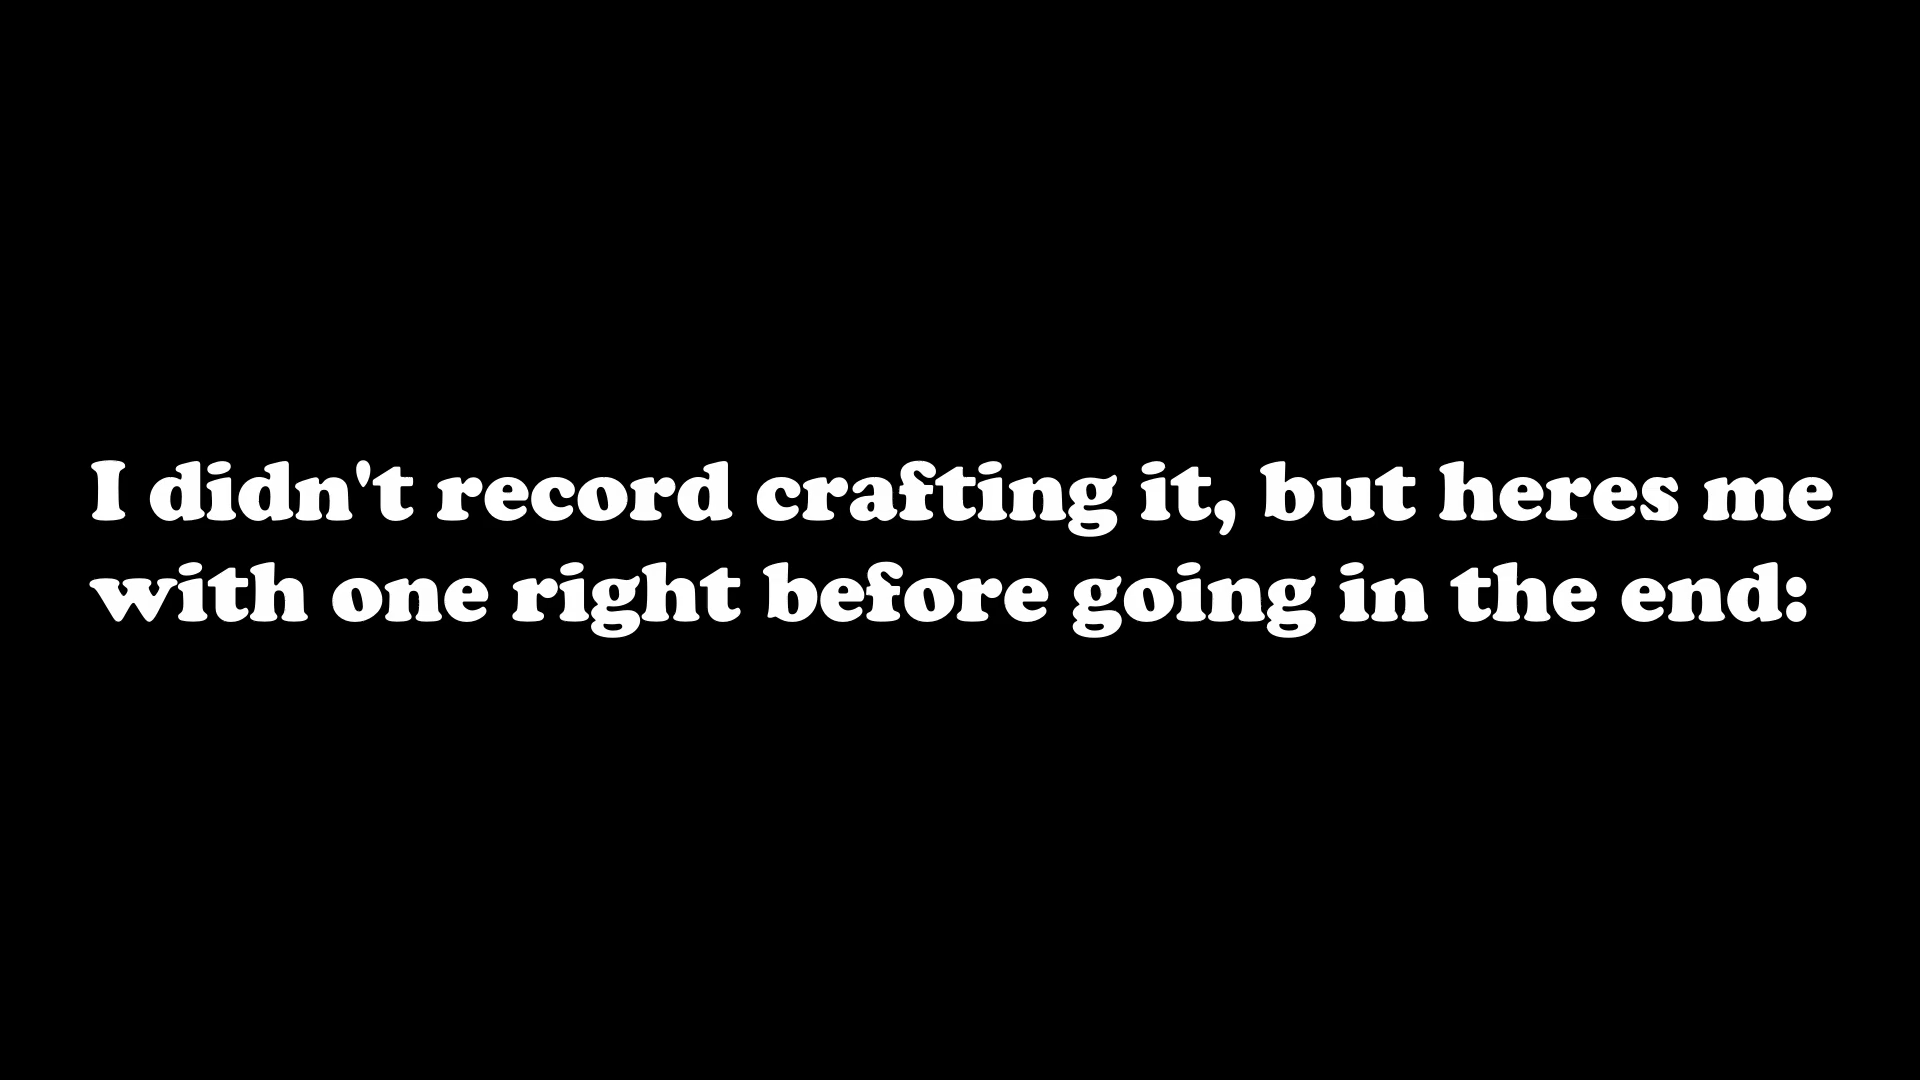 I didn't record crafting it, but heres me
with one right before going in the end: